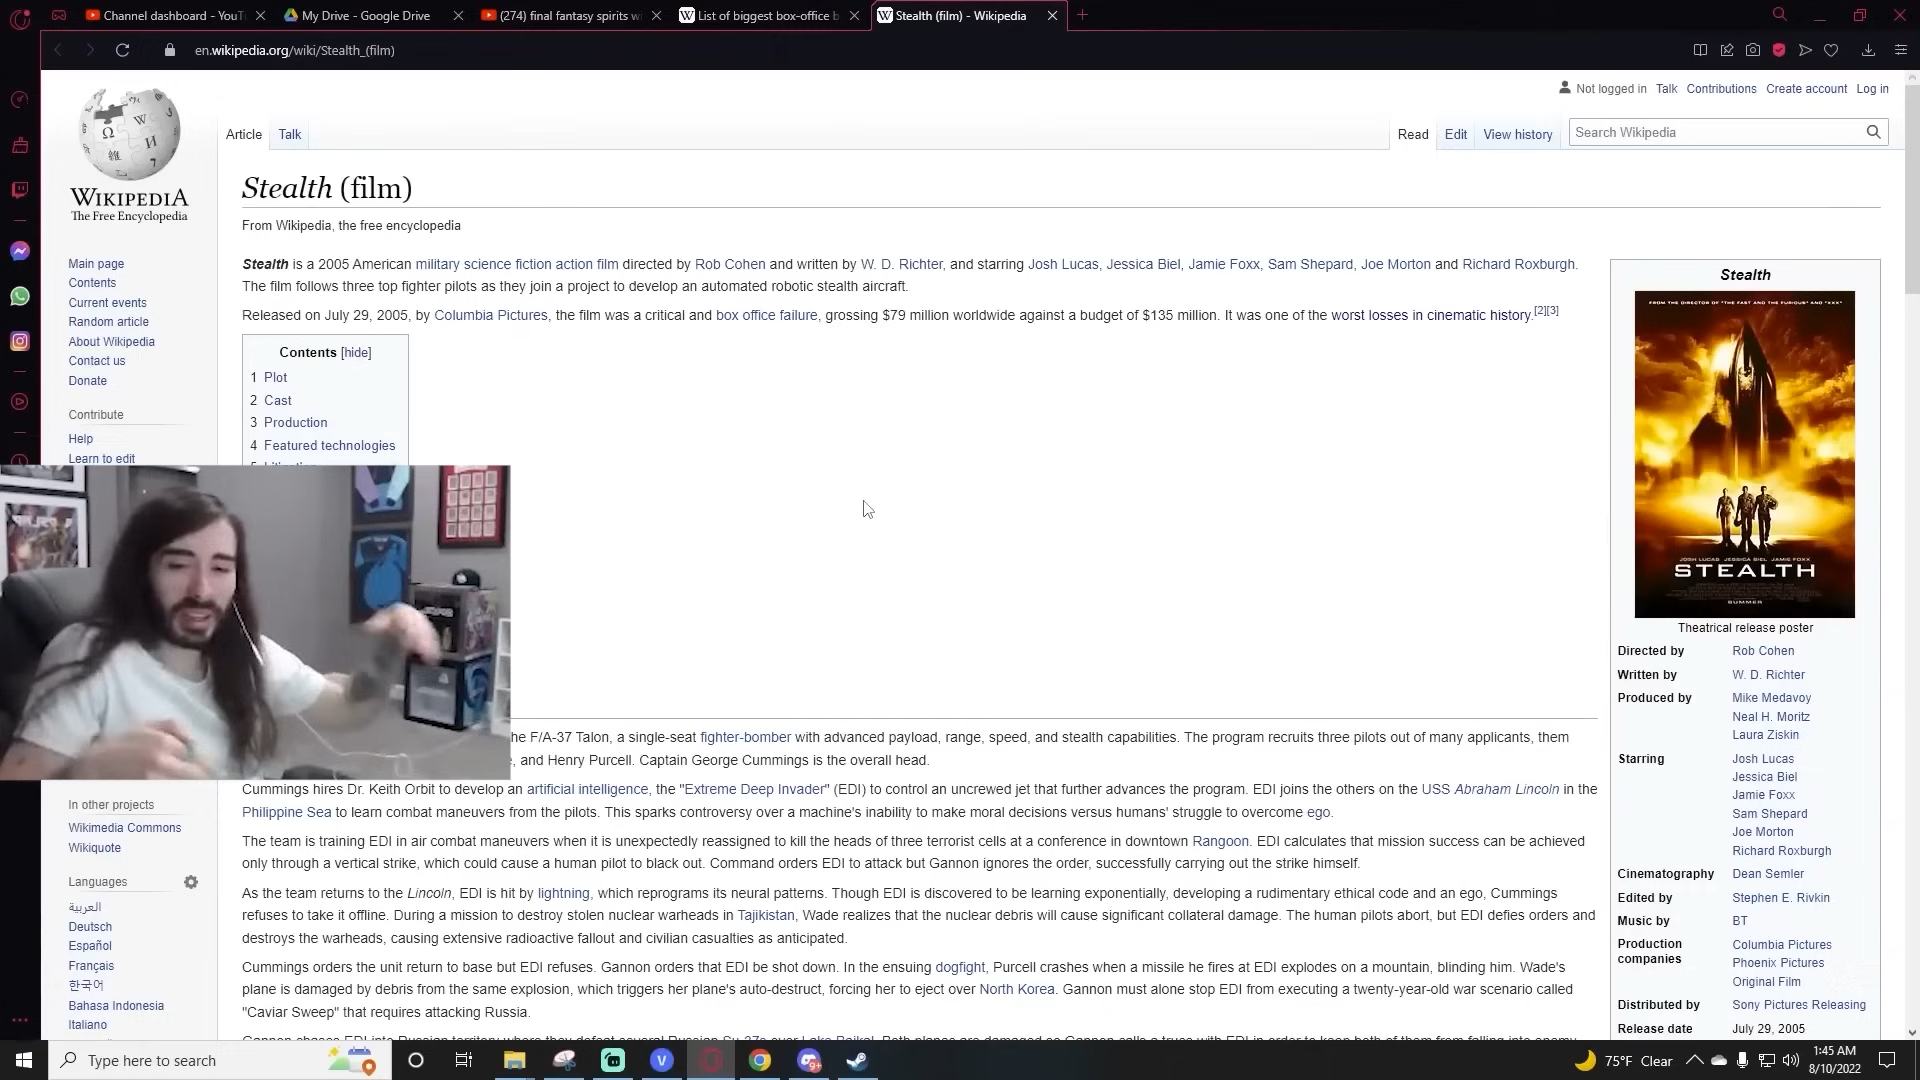 Channel dashboard - YouT
My Drive - Google Drive
(274) final fantasy spirits wi
List of biggest box-office b
Stealth (film) - Wikipedia
en.wikipedia.org/wiki/Stealth_(film)
Not logged in Talk Contributions Create account Log in
Article Talk
Read Edit View history
Search Wikipedia
WIKIPEDIA
The Free Encyclopedia
Stealth (film)
From Wikipedia, the free encyclopedia
Main page
Contents
Current events
Random article
About Wikipedia
Contact us
Donate
Contribute
Help
Learn to edit
Stealth is a 2005 American military science fiction action film directed by Rob Cohen and written by W. D. Richter, and starring Josh Lucas, Jessica Biel, Jamie Foxx, Sam Shepard, Joe Morton and Richard Roxburgh.
The film follows three top fighter pilots as they join a project to develop an automated robotic stealth aircraft.
Released on July 29, 2005, by Columbia Pictures, the film was a critical and box office failure, grossing $79 million worldwide against a budget of $135 million. It was one of the worst losses in cinematic history.[2][3]
Contents [hide]
1 Plot
2 Cast
3 Production
4 Featured technologies
he F/A-37 Talon, a single-seat fighter-bomber with advanced payload, range, speed, and stealth capabilities. The program recruits three pilots out of many applicants, them
, and Henry Purcell. Captain George Cummings is the overall head.
Cummings hires Dr. Keith Orbit to develop an artificial intelligence, the "Extreme Deep Invader" (EDI) to control an uncrewed jet that further advances the program. EDI joins the others on the USS Abraham Lincoln in the
Philippine Sea to learn combat maneuvers from the pilots. This sparks controversy over a machine's inability to make moral decisions versus humans' struggle to overcome ego.
The team is training EDI in air combat maneuvers when it is unexpectedly reassigned to kill the heads of three terrorist cells at a conference in downtown Rangoon. EDI calculates that mission success can be achieved
only through a vertical strike, which could cause a human pilot to black out. Command orders EDI to attack but Gannon ignores the order, successfully carrying out the strike himself.
As the team returns to the Lincoln, EDI is hit by lightning, which reprograms its neural patterns. Though EDI is discovered to be learning exponentially, developing a rudimentary ethical code and an ego, Cummings
refuses to take it offline. During a mission to destroy stolen nuclear warheads in Tajikistan, Wade realizes that the nuclear debris will cause significant collateral damage. The human pilots abort, but EDI defies orders and
destroys the warheads, causing extensive radioactive fallout and civilian casualties as anticipated.
Cummings orders the unit return to base but EDI refuses. Gannon orders that EDI be shot down. In the ensuing dogfight, Purcell crashes when a missile he fires at EDI explodes on a mountain, blinding him. Wade's
plane is damaged by debris from the same explosion, which triggers her plane's auto-destruct, forcing her to eject over North Korea. Gannon must alone stop EDI from executing a twenty-year-old war scenario called
"Caviar Sweep" that requires attacking Russia.
In other projects
Wikimedia Commons
Wikiquote
Languages
العربية
Deutsch
Español
Français
한국어
Bahasa Indonesia
Italiano
Stealth
FROM THE DIRECTOR OF "THE FAST AND THE FURIOUS" AND "XXX"
JOSH LUCAS JESSICA BIEL JAMIE FOXX
STEALTH
SUMMER
Theatrical release poster
Directed by Rob Cohen
Written by W. D. Richter
Produced by Mike Medavoy
Neal H. Moritz
Laura Ziskin
Starring Josh Lucas
Jessica Biel
Jamie Foxx
Sam Shepard
Joe Morton
Richard Roxburgh
Cinematography Dean Semler
Edited by Stephen E. Rivkin
Music by BT
Production companies Columbia Pictures
Phoenix Pictures
Original Film
Distributed by Sony Pictures Releasing
Release date July 29, 2005
Type here to search
75°F Clear
1:45 AM
8/10/2022